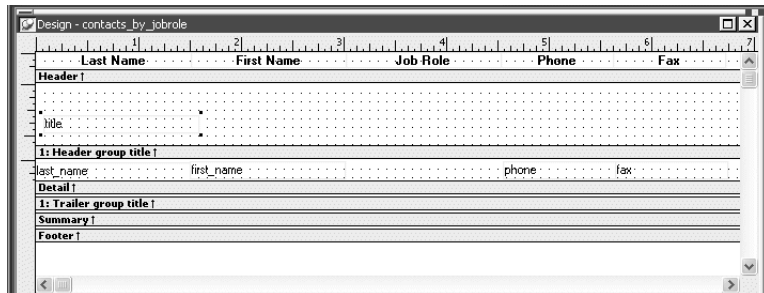 Design - contacts_by_jobrole
1 2 3 4 5 6 7
Last Name First Name Job Role Phone Fax
Header ↑
title
1: Header group title ↑
last_name first_name phone fax
Detail ↑
1: Trailer group title ↑
Summary ↑
Footer ↑